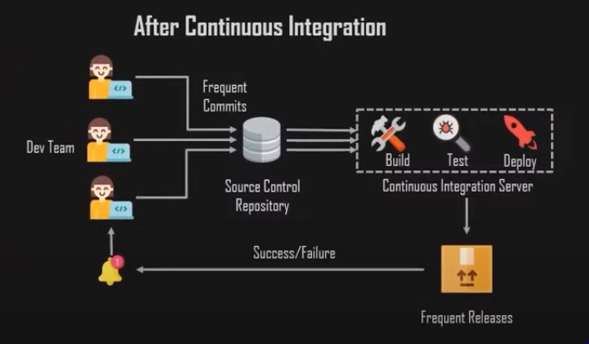 After Continuous Integration
Frequent
Commits
Dev Team
Build
Test
Deploy
Source Control
Repository
Continuous Integration Server
Success/Failure
1
Frequent Releases